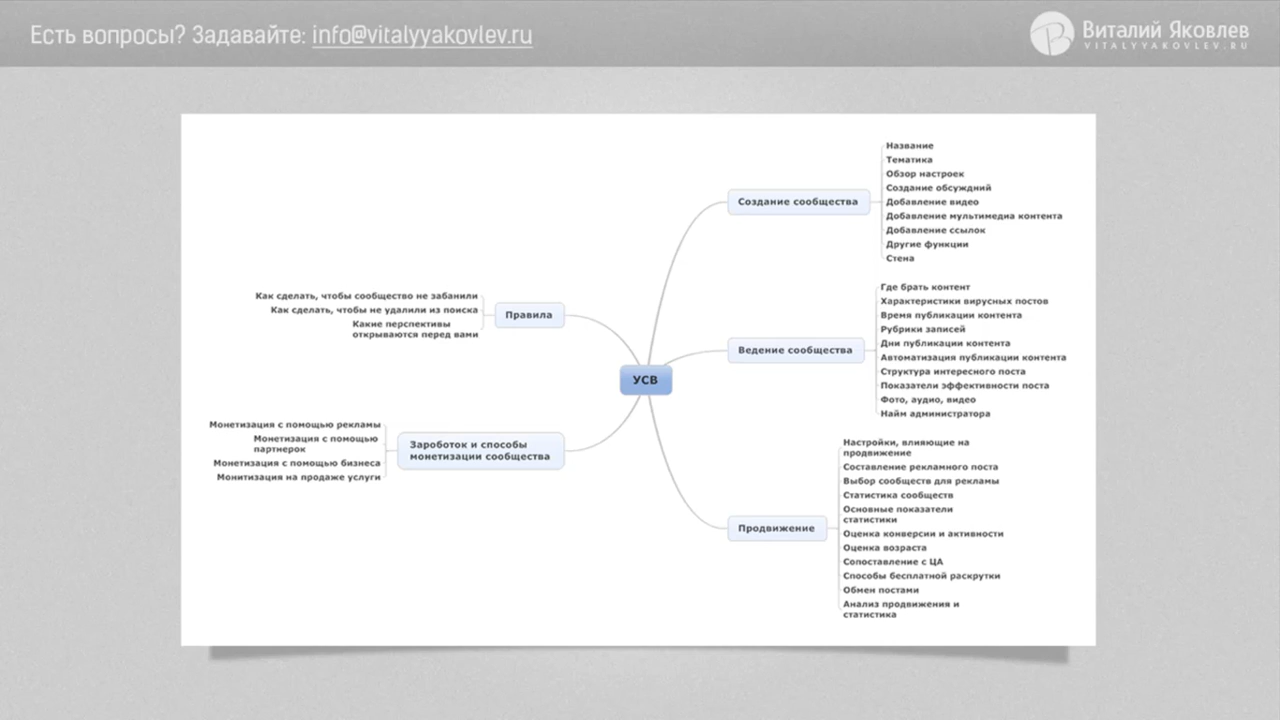 Есть вопросы? Задавайте: info@vitalyyakovlev.ru
Виталий Яковлев
VITALYYAKOVLEV.RU
УСВ
Создание сообщества
Название
Тематика
Обзор настроек
Создание обсуждний
Добавление видео
Добавление мультимедиа контента
Добавление ссылок
Другие функции
Стена
Ведение сообщества
Где брать контент
Характеристики вирусных постов
Время публикации контента
Рубрики записей
Дни публикации контента
Автоматизация публикации контента
Структура интересного поста
Показатели эффективности поста
Фото, аудио, видео
Найм администратора
Продвижение
Настройки, влияющие на
продвижение
Составление рекламного поста
Выбор сообществ для рекламы
Статистика сообществ
Основные показатели
статистики
Оценка конверсии и активности
Оценка возраста
Сопоставление с ЦА
Способы бесплатной раскрутки
Обмен постами
Анализ продвижения и
статистика
Правила
Как сделать, чтобы сообщество не забанили
Как сделать, чтобы не удалили из поиска
Какие перспективы
открываются перед вами
Зароботок и способы
монетизации сообщества
Монетизация с помощью рекламы
Монетизация с помощью
партнерок
Монетизация с помощью бизнеса
Монитизация на продаже услуги